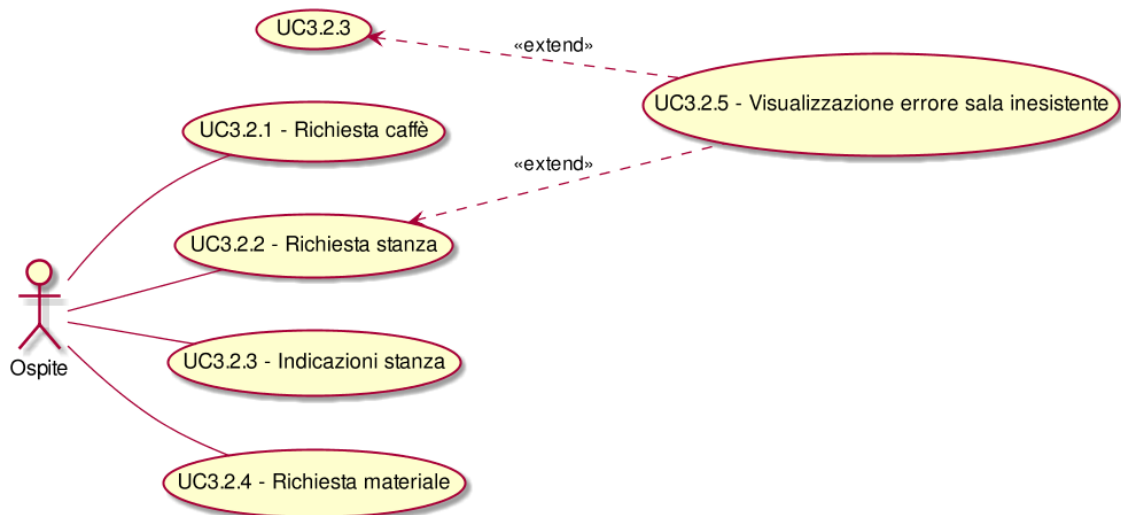 UC3.2.3
«extend»
UC3.2.5 - Visualizzazione errore sala inesistente
UC3.2.1 - Richiesta caffè
«extend»
UC3.2.2 - Richiesta stanza
Ospite
UC3.2.3 - Indicazioni stanza
UC3.2.4 - Richiesta materiale